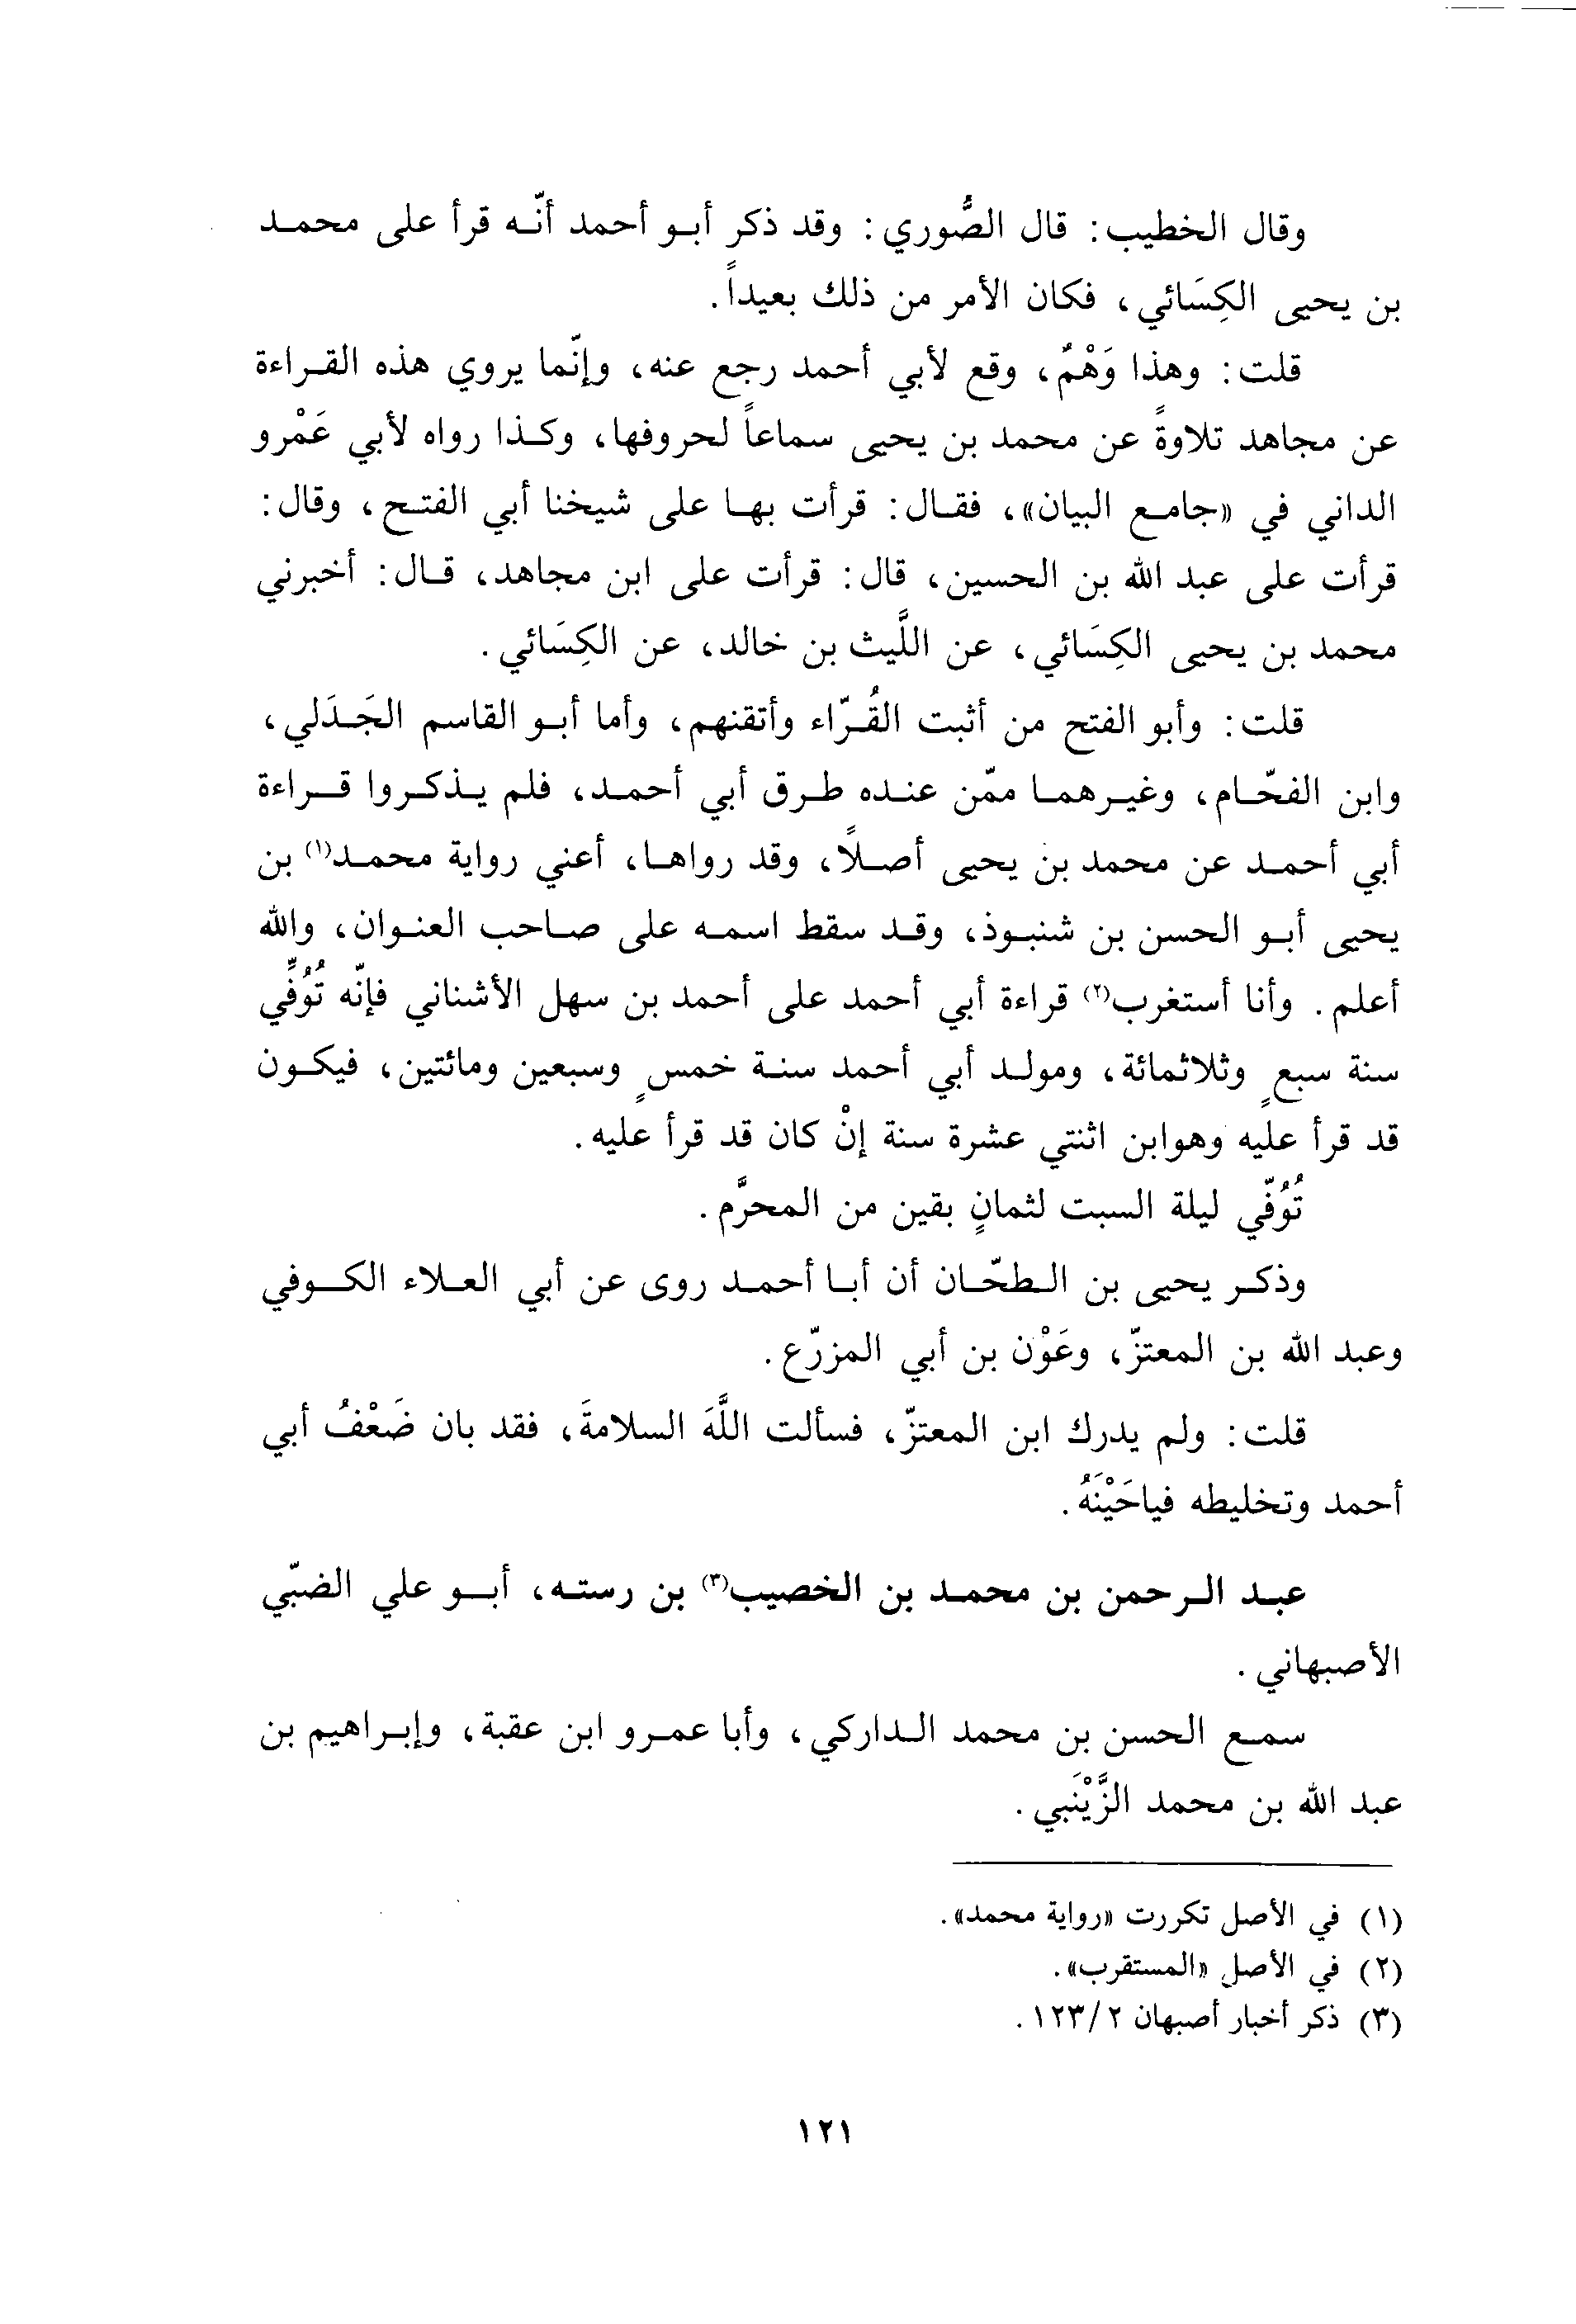 وقال الخطيب: قال الصُّوري: وقد ذكر أبو أحمد أنّه قرأ على محمد
بن يحيى الكِسَائي، فكان الأمر من ذلك بعيداً.
قلت: وهذا وَهْمٌ، وقع لأبي أحمد رجع عنه، وإنّما يروي هذه القراءة
عن مجاهد تلاوةً عن محمد بن يحيى سماعاً لحروفها، وكذا رواه لأبي عَمْرو
الداني في «جامع البيان»، فقال: قرأت بها على شيخنا أبي الفتح، وقال:
قرأت على عبد الله بن الحسين، قال: قرأت على ابن مجاهد، قال: أخبرني
محمد بن يحيى الكِسَائي، عن اللَّيث بن خالد، عن الكِسَائي.
قلت: وأبو الفتح من أثبت القُرّاء وأتقنهم، وأما أبو القاسم الجَدَلي،
وابن الفحّام، وغيرهما ممّن عنده طرق أبي أحمد، فلم يذكروا قراءة
أبي أحمد عن محمد بن يحيى أصلاً، وقد رواها، أعني رواية محمد(١) بن
يحيى أبو الحسن بن شنبوذ، وقد سقط اسمه على صاحب العنوان، والله
أعلم. وأنا أستغرب(٢) قراءة أبي أحمد على أحمد بن سهل الأشناني فإنّه تُوُفِّي
سنة سبعٍ وثلاثمائة، ومولد أبي أحمد سنة خمسٍ وسبعين ومائتين، فيكون
قد قرأ عليه وهوابن اثنتي عشرة سنة إنْ كان قد قرأ عليه.
تُوُفّي ليلة السبت لثمانٍ بقين من المحرَّم.
وذكر يحيى بن الطحّان أن أبا أحمد روى عن أبي العلاء الكوفي
وعبد الله بن المعتزّ، وعَوْن بن أبي المزرّع.
قلت: ولم يدرك ابن المعتزّ، فسألت اللَّهَ السلامةَ، فقد بان ضَعْفُ أبي
أحمد وتخليطه فياحَيْنَهُ.
عبد الرحمن بن محمد بن الخصيب(٣) بن رسته، أبو علي الضبّي
الأصبهاني.
سمع الحسن بن محمد الداركي، وأبا عمرو ابن عقبة، وإبراهيم بن
عبد الله بن محمد الزَّيْنَبي.
(١) في الأصل تكررت «رواية محمد».
(٢) في الأصل «المستقرب».
(٣) ذكر أخبار أصبهان ٢/١٢٣.
١٢١